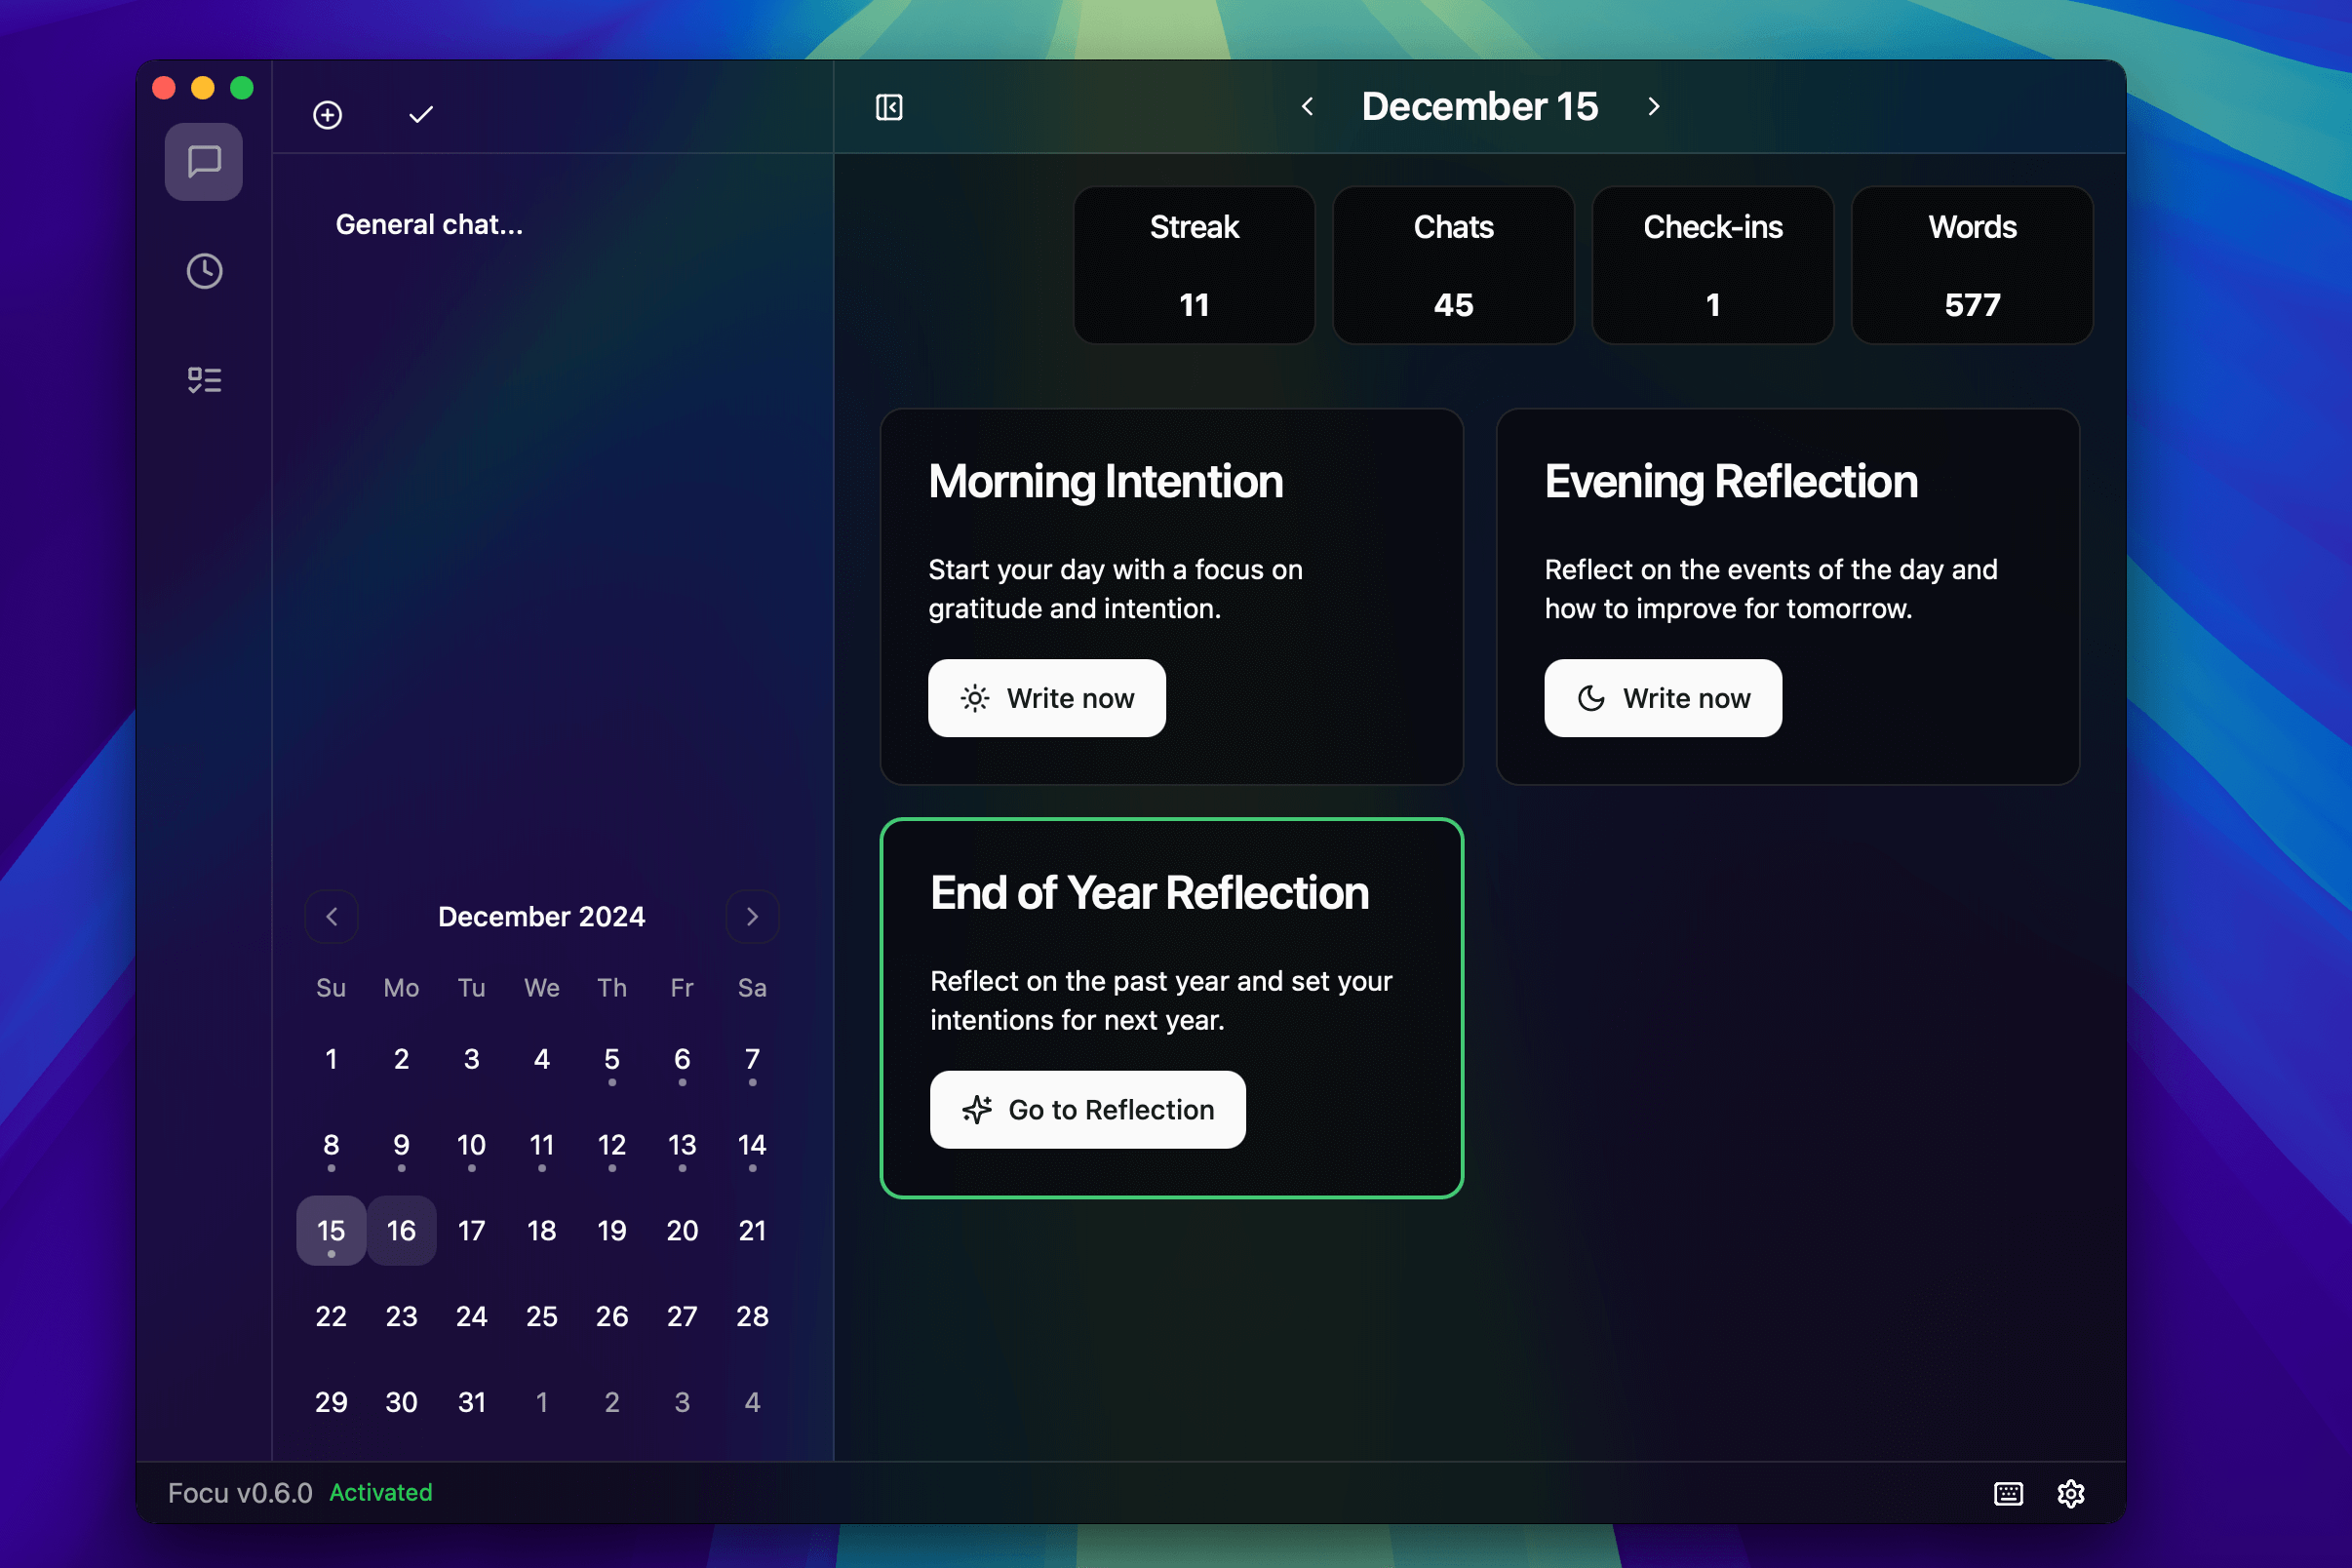 General chat...
December 2024
Su Mo Tu We Th Fr Sa
1 2 3 4 5 6 7
8 9 10 11 12 13 14
15 16 17 18 19 20 21
22 23 24 25 26 27 28
29 30 31 1 2 3 4
December 15
Streak Chats Check-ins Words
11 45 1 577
Morning Intention
Start your day with a focus on
gratitude and intention.
Write now
Evening Reflection
Reflect on the events of the day and
how to improve for tomorrow.
Write now
End of Year Reflection
Reflect on the past year and set your
intentions for next year.
Go to Reflection
Focu v0.6.0 Activated